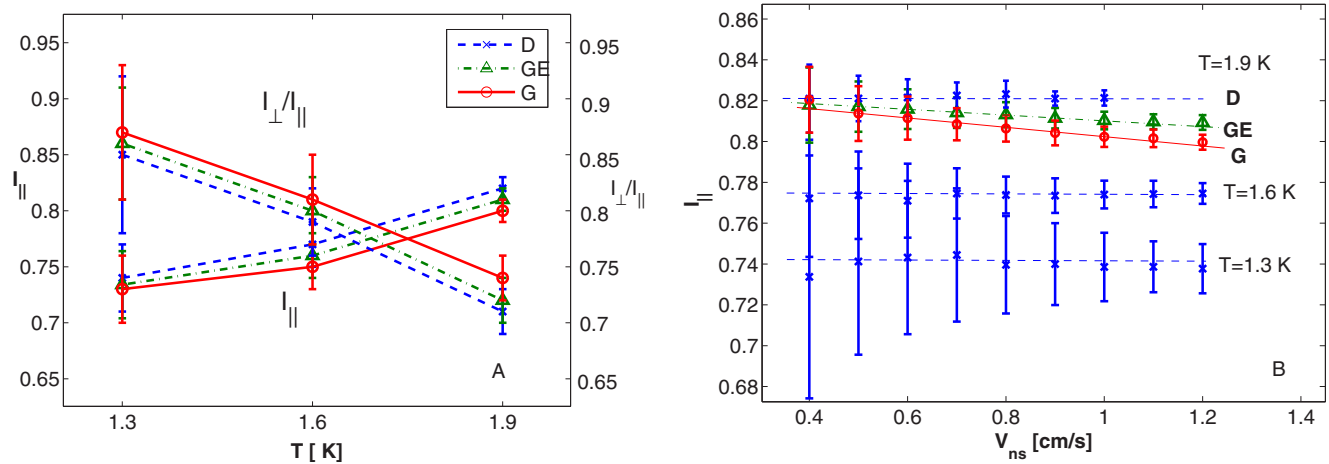 0.95
0.9
0.85
0.8
0.75
0.7
0.65
I||
I⊥/I||
I||
D
GE
G
A
0.95
0.9
0.85
0.8
0.75
0.7
0.65
I⊥/I||
1.3
1.6
1.9
T [ K]
0.86
0.84
0.82
0.8
0.78
0.76
0.74
0.72
0.7
0.68
I||
T=1.9 K
D
GE
G
T=1.6 K
T=1.3 K
B
0.4
0.6
0.8
1
1.2
1.4
Vns [cm/s]